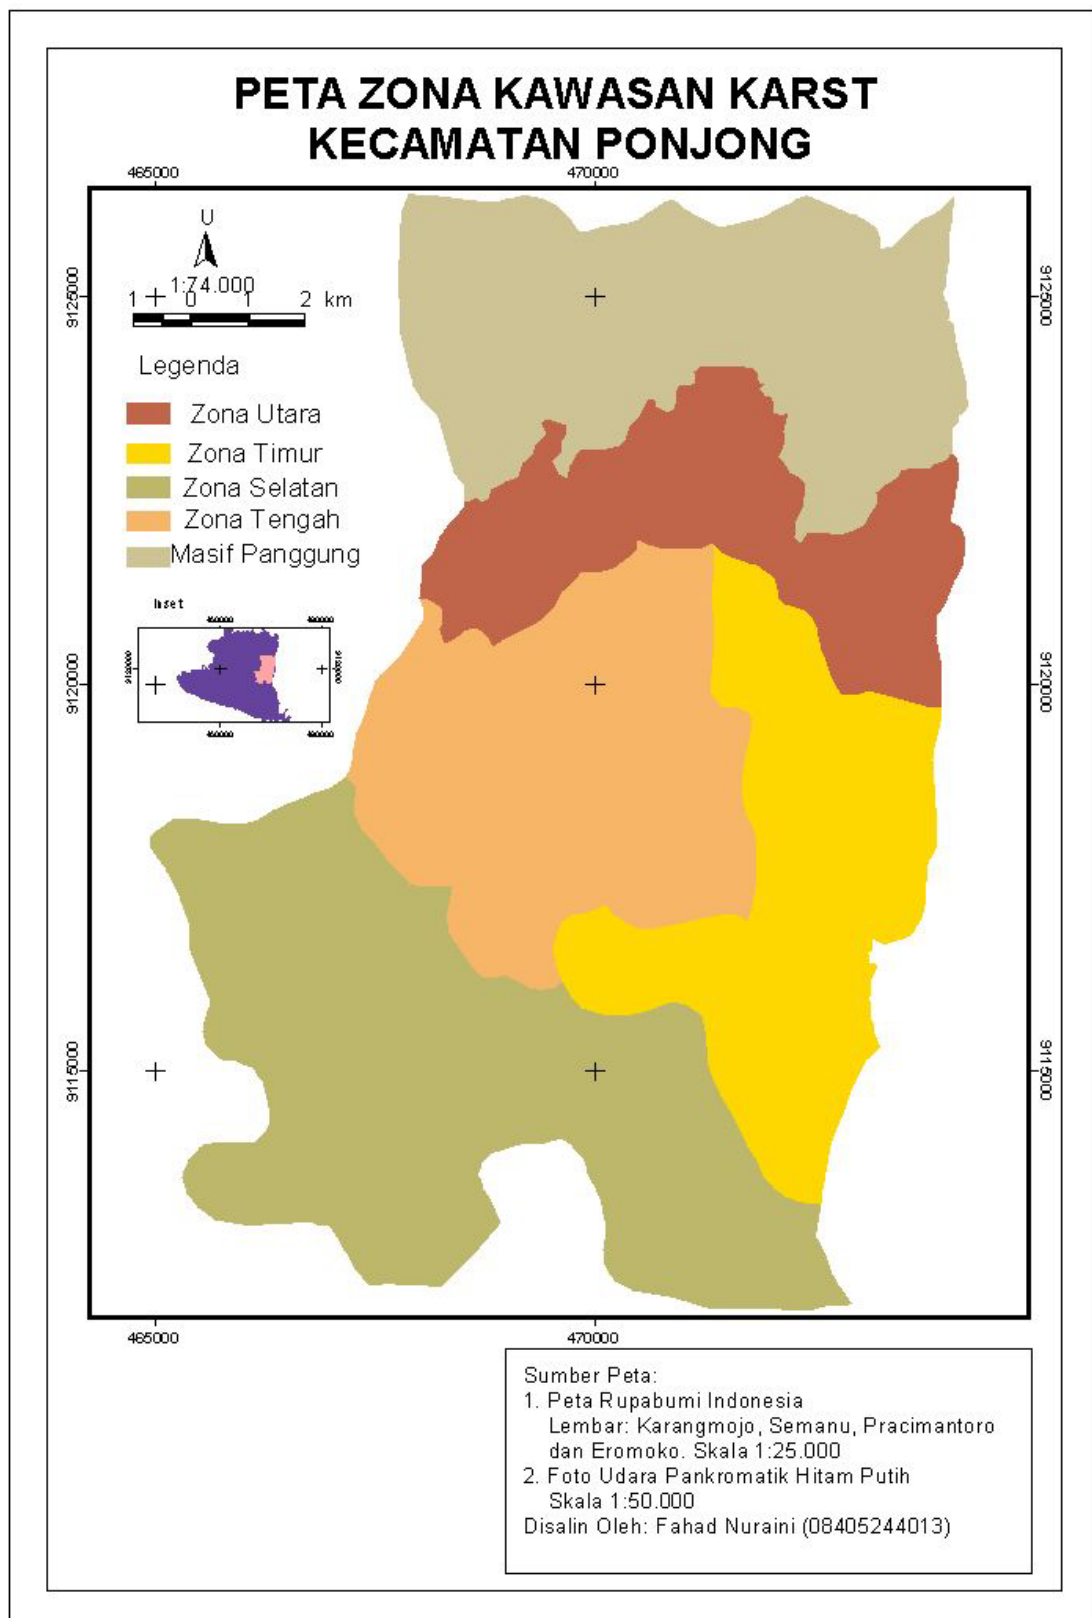 PETA ZONA KAWASAN KARST
KECAMATAN PONJONG
465000 470000
U
1:74.000
1 0 1 2 km
9125000 9125000
Legenda
Zona Utara
Zona Timur
Zona Selatan
Zona Tengah
Masif Panggung
Inset
9120000 9120000
9115000 9115000
465000 470000
Sumber Peta:
1. Peta Rupabumi Indonesia
Lembar: Karangmojo, Semanu, Pracimantoro
dan Eromoko. Skala 1:25.000
2. Foto Udara Pankromatik Hitam Putih
Skala 1:50.000
Disalin Oleh: Fahad Nuraini (08405244013)